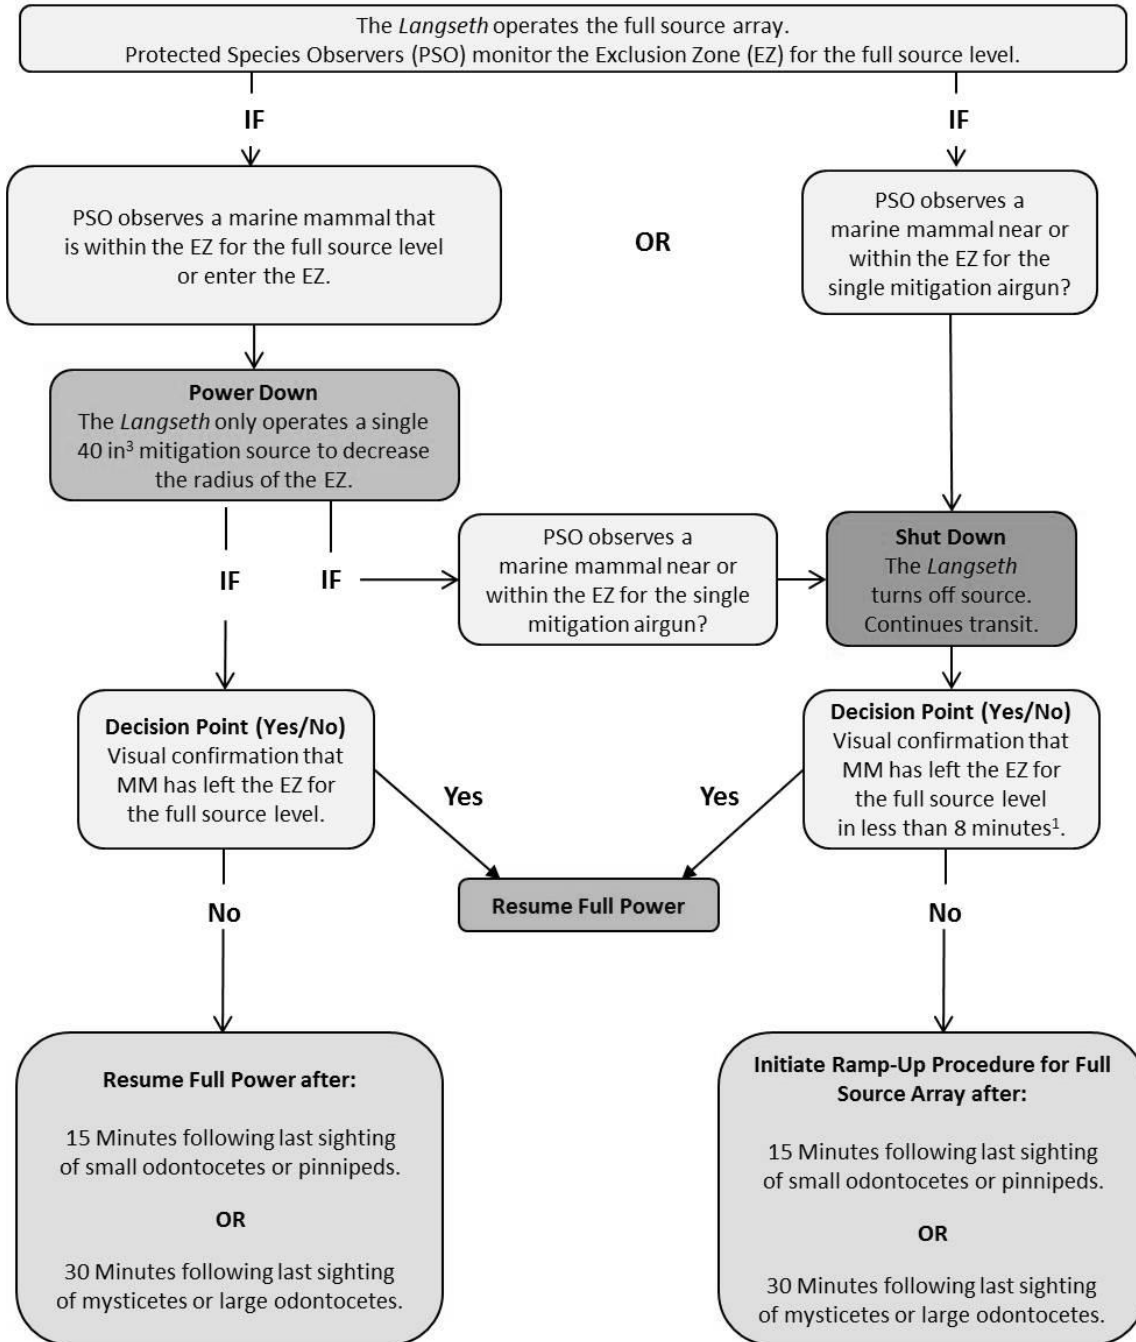 The Langseth operates the full source array.
Protected Species Observers (PSO) monitor the Exclusion Zone (EZ) for the full source level.
IF
IF
PSO observes a marine mammal that
is within the EZ for the full source level
or enter the EZ.
OR
PSO observes a
marine mammal near or
within the EZ for the
single mitigation airgun?
Power Down
The Langseth only operates a single
40 in³ mitigation source to decrease
the radius of the EZ.
IF
IF
PSO observes a
marine mammal near or
within the EZ for the single
mitigation airgun?
Shut Down
The Langseth
turns off source.
Continues transit.
Decision Point (Yes/No)
Visual confirmation that
MM has left the EZ for
the full source level.
Yes
Yes
Decision Point (Yes/No)
Visual confirmation that
MM has left the EZ for
the full source level
in less than 8 minutes¹.
Resume Full Power
No
No
Resume Full Power after:
15 Minutes following last sighting
of small odontocetes or pinnipeds.
OR
30 Minutes following last sighting
of mysticetes or large odontocetes.
Initiate Ramp-Up Procedure for Full
Source Array after:
15 Minutes following last sighting
of small odontocetes or pinnipeds.
OR
30 Minutes following last sighting
of mysticetes or large odontocetes.